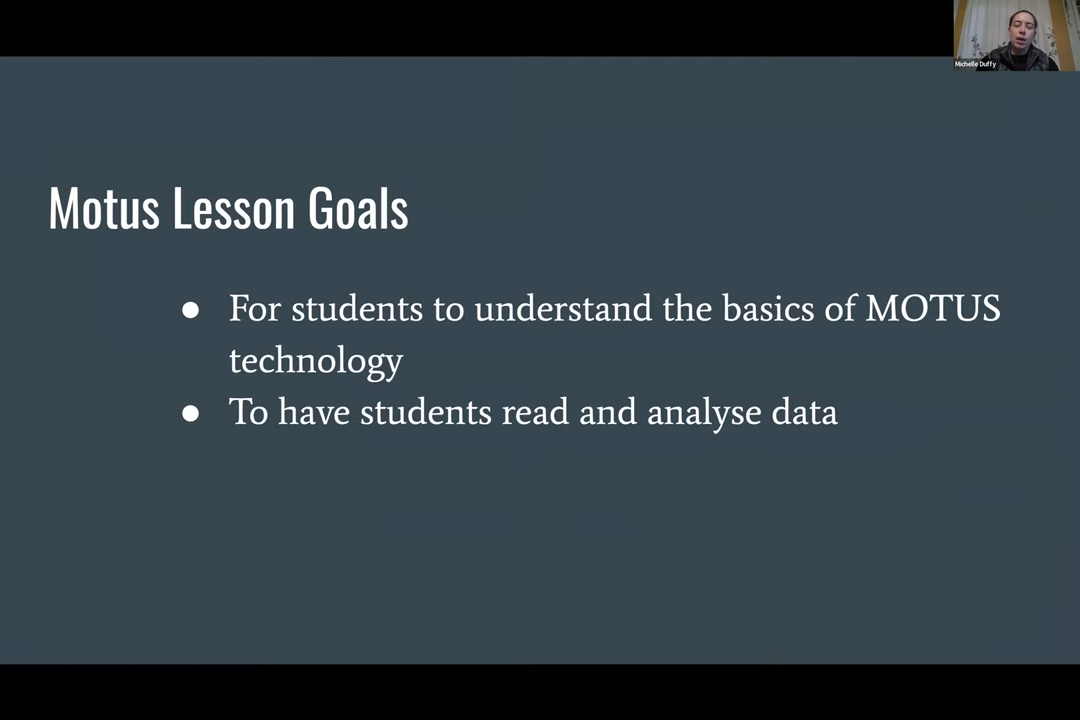 Michelle Duffy
Motus Lesson Goals
● For students to understand the basics of MOTUS
technology
● To have students read and analyse data